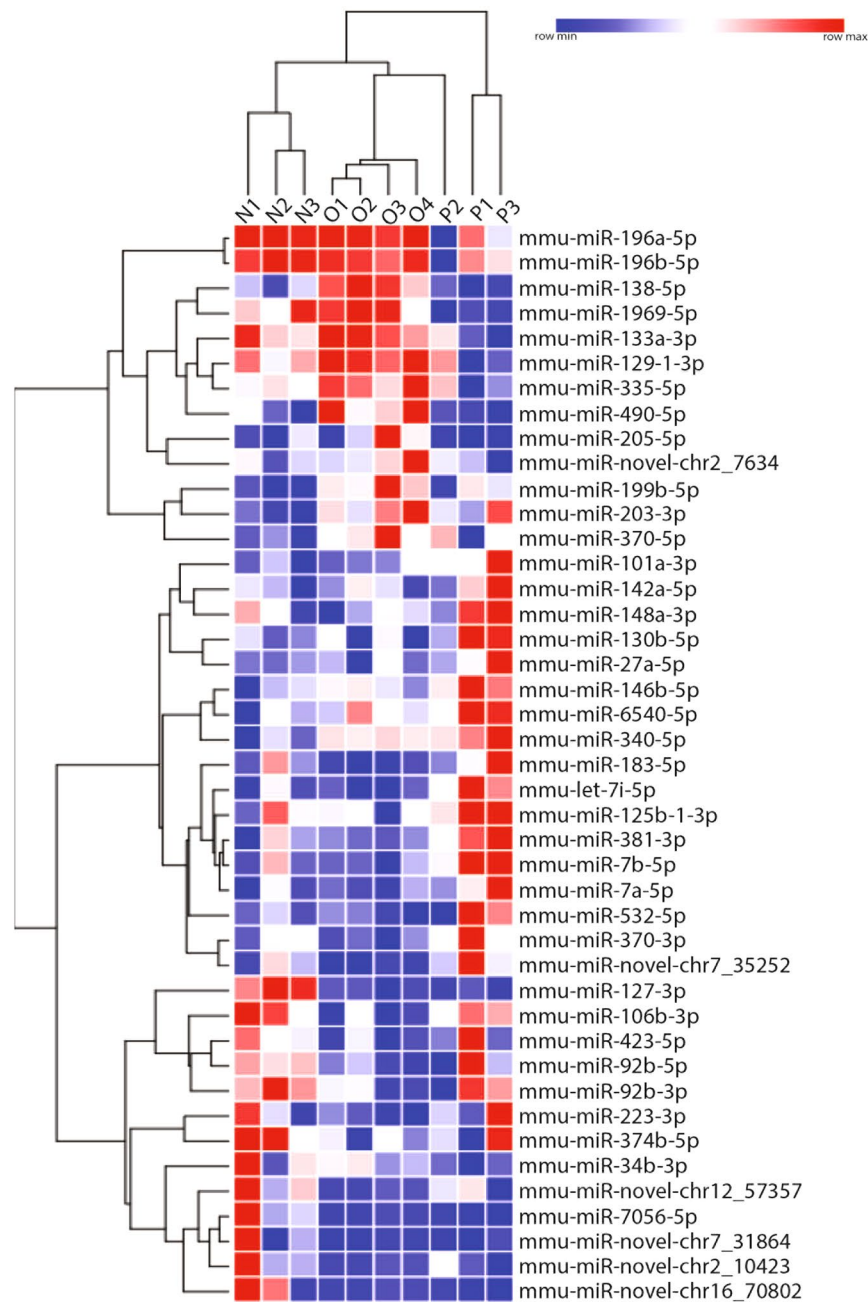 row min row max
N1 N2 N3 O1 O2 O3 O4 P2 P1 P3
mmu-miR-196a-5p
mmu-miR-196b-5p
mmu-miR-138-5p
mmu-miR-1969-5p
mmu-miR-133a-3p
mmu-miR-129-1-3p
mmu-miR-335-5p
mmu-miR-490-5p
mmu-miR-205-5p
mmu-miR-novel-chr2_7634
mmu-miR-199b-5p
mmu-miR-203-3p
mmu-miR-370-5p
mmu-miR-101a-3p
mmu-miR-142a-5p
mmu-miR-148a-3p
mmu-miR-130b-5p
mmu-miR-27a-5p
mmu-miR-146b-5p
mmu-miR-6540-5p
mmu-miR-340-5p
mmu-miR-183-5p
mmu-let-7i-5p
mmu-miR-125b-1-3p
mmu-miR-381-3p
mmu-miR-7b-5p
mmu-miR-7a-5p
mmu-miR-532-5p
mmu-miR-370-3p
mmu-miR-novel-chr7_35252
mmu-miR-127-3p
mmu-miR-106b-3p
mmu-miR-423-5p
mmu-miR-92b-5p
mmu-miR-92b-3p
mmu-miR-223-3p
mmu-miR-374b-5p
mmu-miR-34b-3p
mmu-miR-novel-chr12_57357
mmu-miR-7056-5p
mmu-miR-novel-chr7_31864
mmu-miR-novel-chr2_10423
mmu-miR-novel-chr16_70802